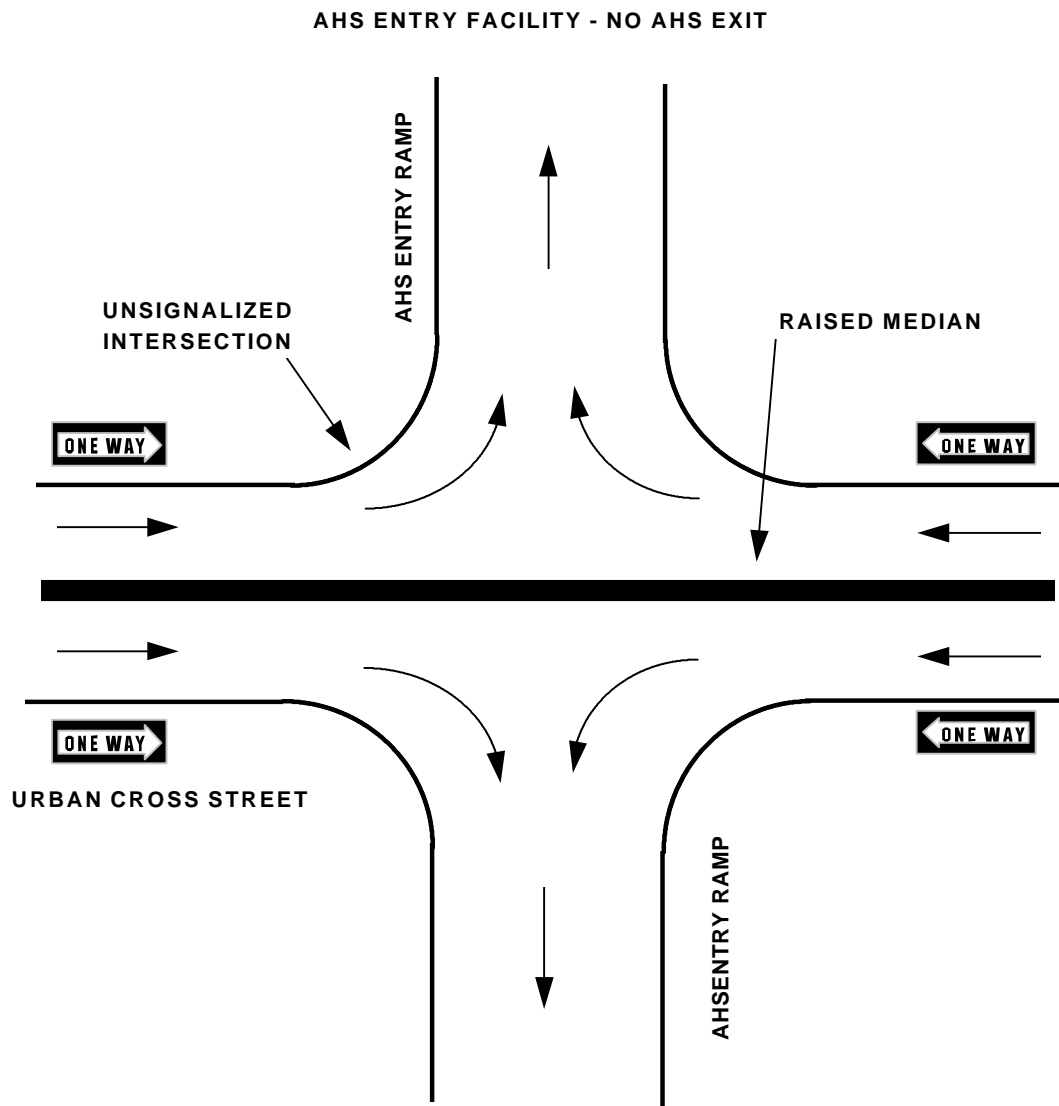 AHS ENTRY FACILITY - NO AHS EXIT
AHS ENTRY RAMP
UNSIGNALIZED
INTERSECTION
RAISED MEDIAN
ONE WAY
ONE WAY
ONE WAY
ONE WAY
URBAN CROSS STREET
AHSENTRY RAMP